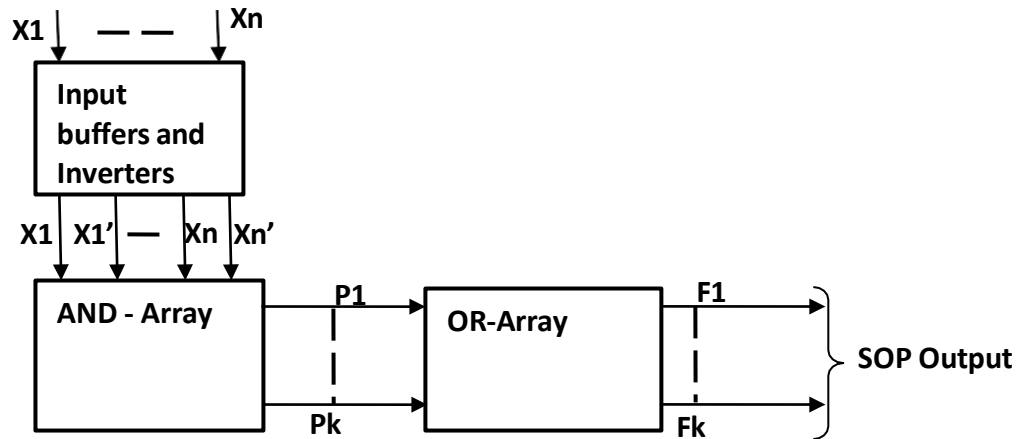 X1
Xn
Input
buffers and
Inverters
X1 X1’ Xn Xn’
AND - Array
P1
Pk
OR-Array
F1
Fk
SOP Output